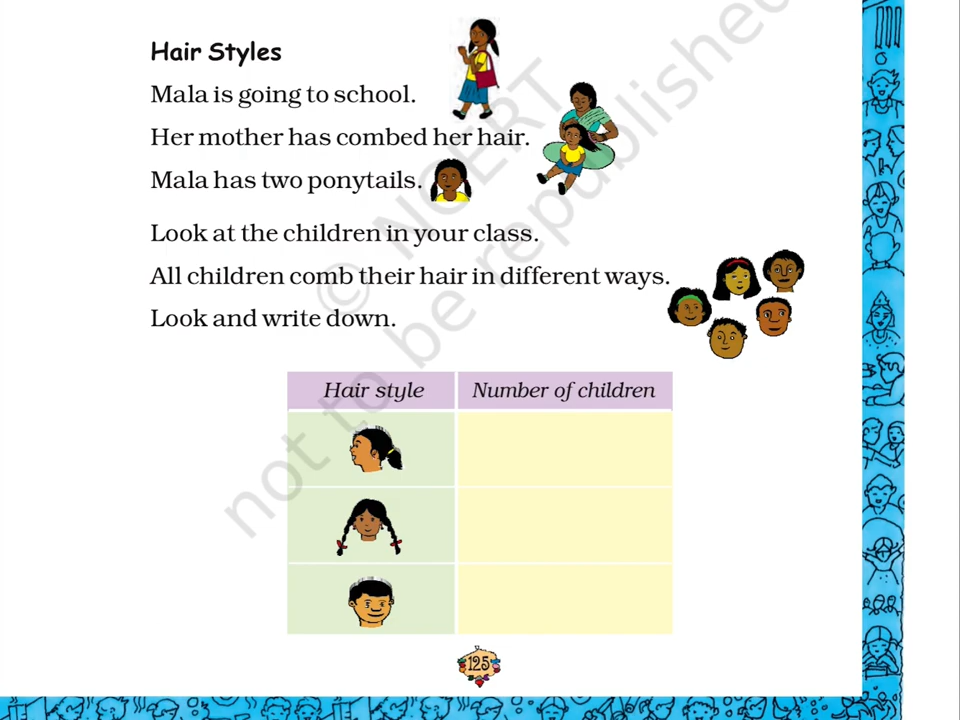 Hair Styles
Mala is going to school.
Her mother has combed her hair.
Mala has two ponytails.
Look at the children in your class.
All children comb their hair in different ways.
Look and write down.
© NCERT
not to be republished
Hair style Number of children
125